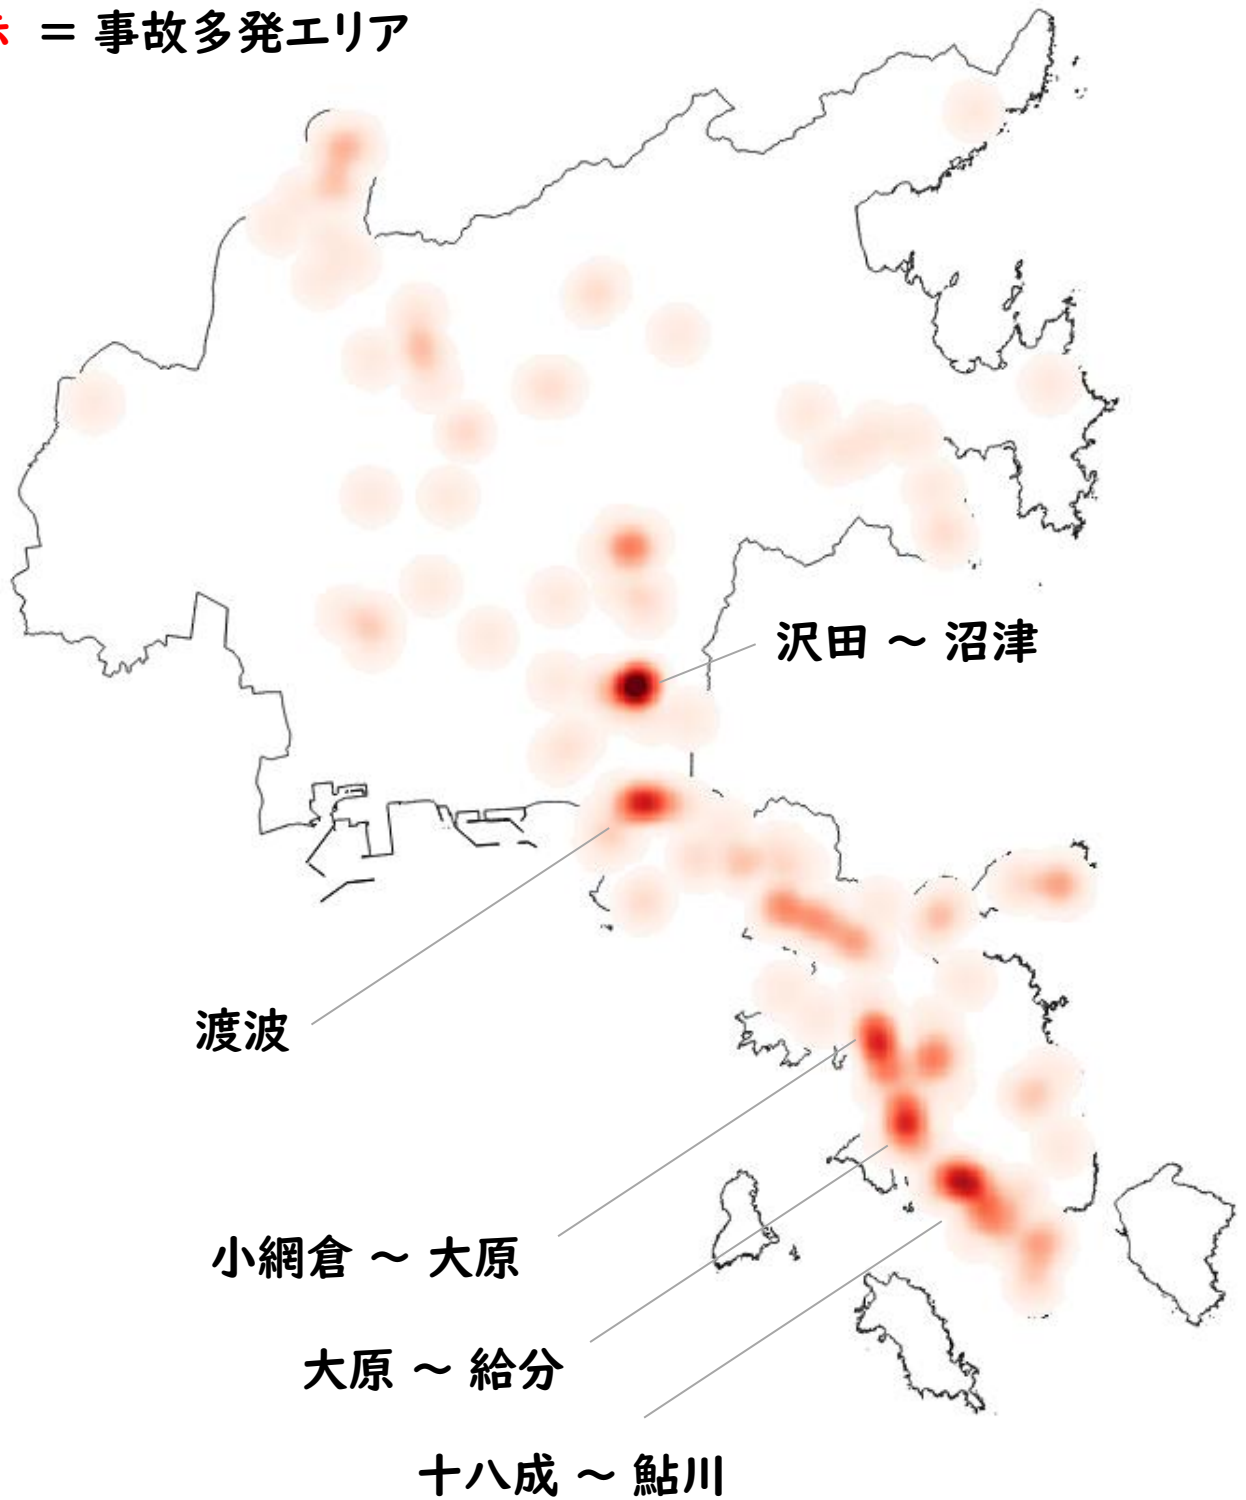 ＝ 事故多発エリア
沢田 〜 沼津
渡波
小網倉 〜 大原
大原 〜 給分
十八成 〜 鮎川